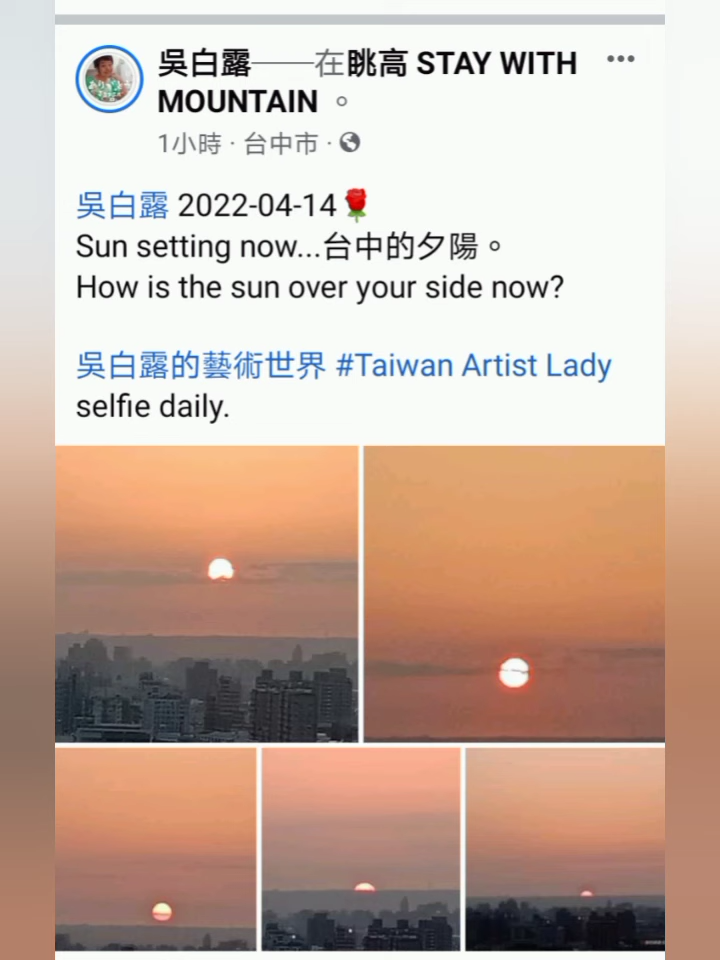 吳白露——在眺高 STAY WITH
MOUNTAIN 。
1小時 · 台中市 ·
吳白露 2022-04-14🌹
Sun setting now...台中的夕陽。
How is the sun over your side now?
吳白露的藝術世界 #Taiwan Artist Lady
selfie daily.